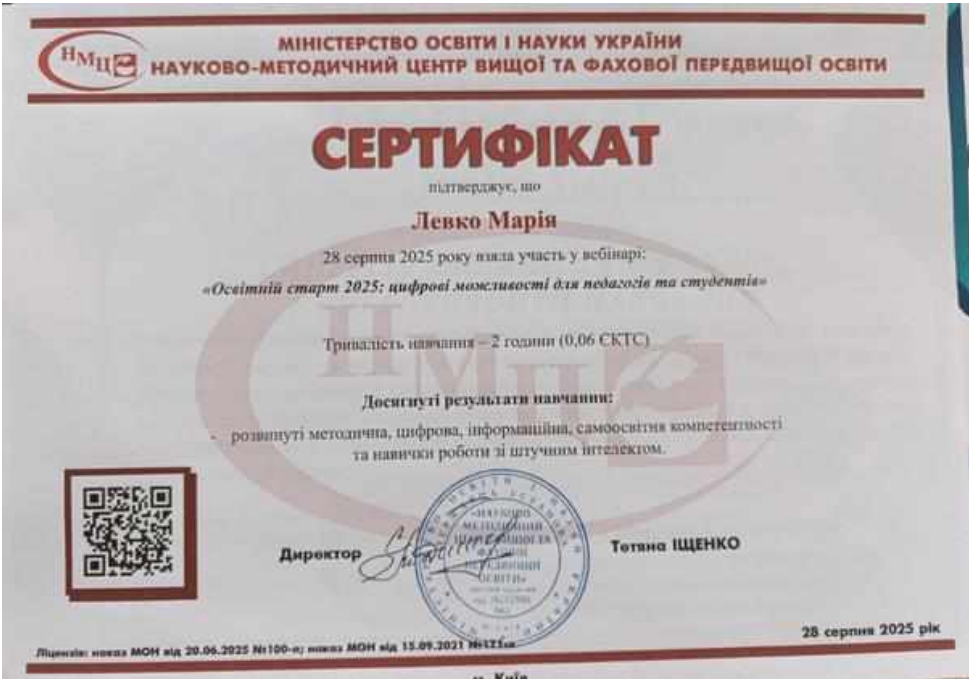 НМЦ
МІНІСТЕРСТВО ОСВІТИ І НАУКИ УКРАЇНИ
НАУКОВО-МЕТОДИЧНИЙ ЦЕНТР ВИЩОЇ ТА ФАХОВОЇ ПЕРЕДВИЩОЇ ОСВІТИ
СЕРТИФІКАТ
підтверджує, що
Левко Марія
28 серпня 2025 року взяла участь у вебінарі:
«Освітній старт 2025: цифрові можливості для педагогів та студентів»
Тривалість навчання – 2 години (0,06 ЄКТС)
НМЦ
Досягнуті результати навчання:
- розвинуті методична, цифрова, інформаційна, самоосвітня компетентності
та навички роботи зі штучним інтелектом.
Директор
Тетяна ІЩЕНКО
28 серпня 2025 рік
Ліцензія: наказ МОН від 20.06.2025 №100-л; наказ МОН від 15.09.2021
м. Київ